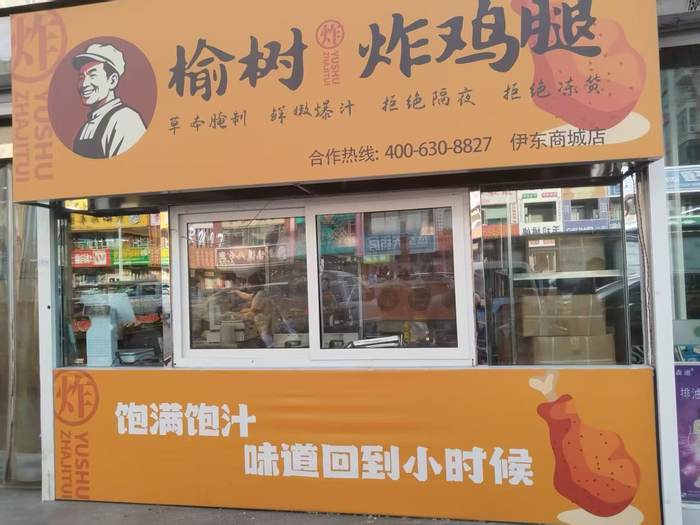 炸
YUSHU
ZHAJITUI
榆树
炸
YUSHU
ZHAJITUI
炸鸡腿
草本腌制 鲜嫩爆汁 拒绝隔夜 拒绝冻货
合作热线: 400-630-8827 伊东商城店
炸
YUSHU
ZHAJITUI
饱满饱汁
味道回到小时候